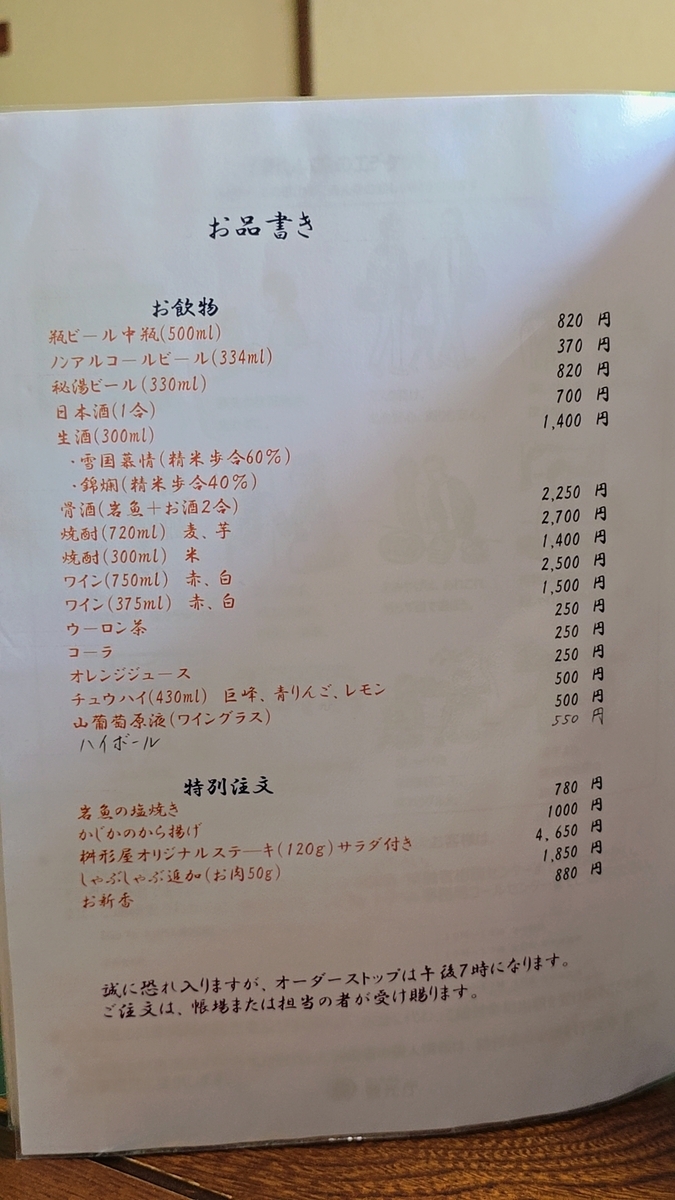 お品書き
お飲物
瓶ビール中瓶(500ml) 820 円
ノンアルコールビール(334ml) 370 円
秘湯ビール(330ml) 820 円
日本酒(1合) 700 円
生酒(300ml) 1,400 円
・雪国慕情(精米歩合60%)
・錦爛(精米歩合40%)
骨酒(岩魚＋お酒2合) 2,250 円
焼酎(720ml) 麦、芋 2,700 円
焼酎(300ml) 米 1,400 円
ワイン(750ml) 赤、白 2,500 円
ワイン(375ml) 赤、白 1,500 円
ウーロン茶 250 円
コーラ 250 円
オレンジジュース 250 円
チュウハイ(430ml) 巨峰、青りんご、レモン 500 円
山葡萄原液(ワイングラス) 500 円
ハイボール 550 円
特別注文
岩魚の塩焼き 780 円
かじかのから揚げ 1000 円
桝形屋オリジナルステーキ(120g)サラダ付き 4,650 円
しゃぶしゃぶ追加(お肉50g) 1,850 円
お新香 880 円
誠に恐れ入りますが、オーダーストップは午後7時になります。
ご注文は、帳場または担当の者が受け賜ります。